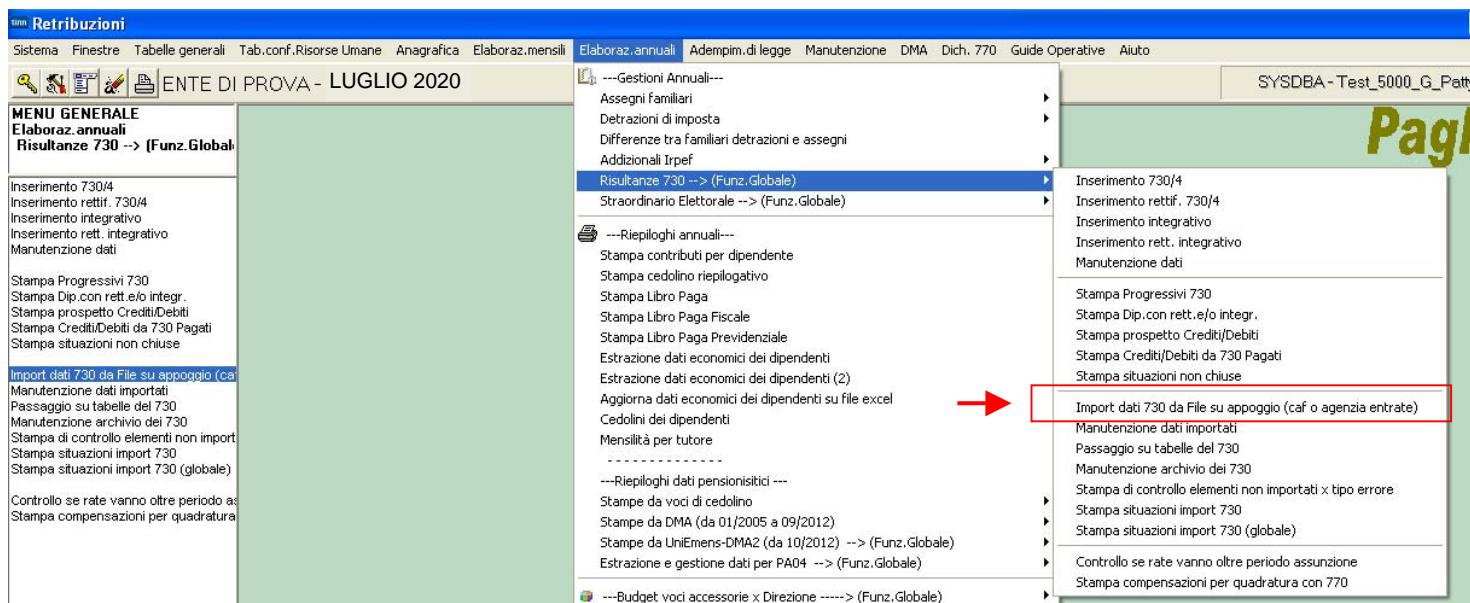 tinn Retribuzioni
Sistema Finestre Tabelle generali Tab.conf.Risorse Umane Anagrafica Elaboraz.mensili Elaboraz.annuali Adempim.di legge Manutenzione DMA Dich. 770 Guide Operative Aiuto
ENTE DI PROVA - LUGLIO 2020
SYSDBA - Test_5000_G_Patty
MENU GENERALE
Elaboraz.annuali
Risultanze 730 --> (Funz.Global
Inserimento 730/4
Inserimento rettif. 730/4
Inserimento integrativo
Inserimento rett. integrativo
Manutenzione dati
Stampa Progressivi 730
Stampa Dip.con rett.e/o integr.
Stampa prospetto Crediti/Debiti
Stampa Crediti/Debiti da 730 Pagati
Stampa situazioni non chiuse
Import dati 730 da File su appoggio (caf
Manutenzione dati importati
Passaggio su tabelle del 730
Manutenzione archivio dei 730
Stampa di controllo elementi non import
Stampa situazioni import 730
Stampa situazioni import 730 (globale)
Controllo se rate vanno oltre periodo as
Stampa compensazioni per quadratura
---Gestioni Annuali---
Assegni familiari
Detrazioni di imposta
Differenze tra familiari detrazioni e assegni
Addizionali Irpef
Risultanze 730 --> (Funz.Globale)
Straordinario Elettorale --> (Funz.Globale)
---Riepiloghi annuali---
Stampa contributi per dipendente
Stampa cedolino riepilogativo
Stampa Libro Paga
Stampa Libro Paga Fiscale
Stampa Libro Paga Previdenziale
Estrazione dati economici dei dipendenti
Estrazione dati economici dei dipendenti (2)
Aggiorna dati economici dei dipendenti su file excel
Cedolini dei dipendenti
Mensilità per tutore
- - - - - - - - - - - - - -
---Riepiloghi dati pensionisitici ---
Stampe da voci di cedolino
Stampe da DMA (da 01/2005 a 09/2012)
Stampe da UniEmens-DMA2 (da 10/2012) --> (Funz.Globale)
Estrazione e gestione dati per PA04 --> (Funz.Globale)
---Budget voci accessorie x Direzione -----> (Funz.Globale)
Pagh
Inserimento 730/4
Inserimento rettif. 730/4
Inserimento integrativo
Inserimento rett. integrativo
Manutenzione dati
Stampa Progressivi 730
Stampa Dip.con rett.e/o integr.
Stampa prospetto Crediti/Debiti
Stampa Crediti/Debiti da 730 Pagati
Stampa situazioni non chiuse
Import dati 730 da File su appoggio (caf o agenzia entrate)
Manutenzione dati importati
Passaggio su tabelle del 730
Manutenzione archivio dei 730
Stampa di controllo elementi non importati x tipo errore
Stampa situazioni import 730
Stampa situazioni import 730 (globale)
Controllo se rate vanno oltre periodo assunzione
Stampa compensazioni per quadratura con 770